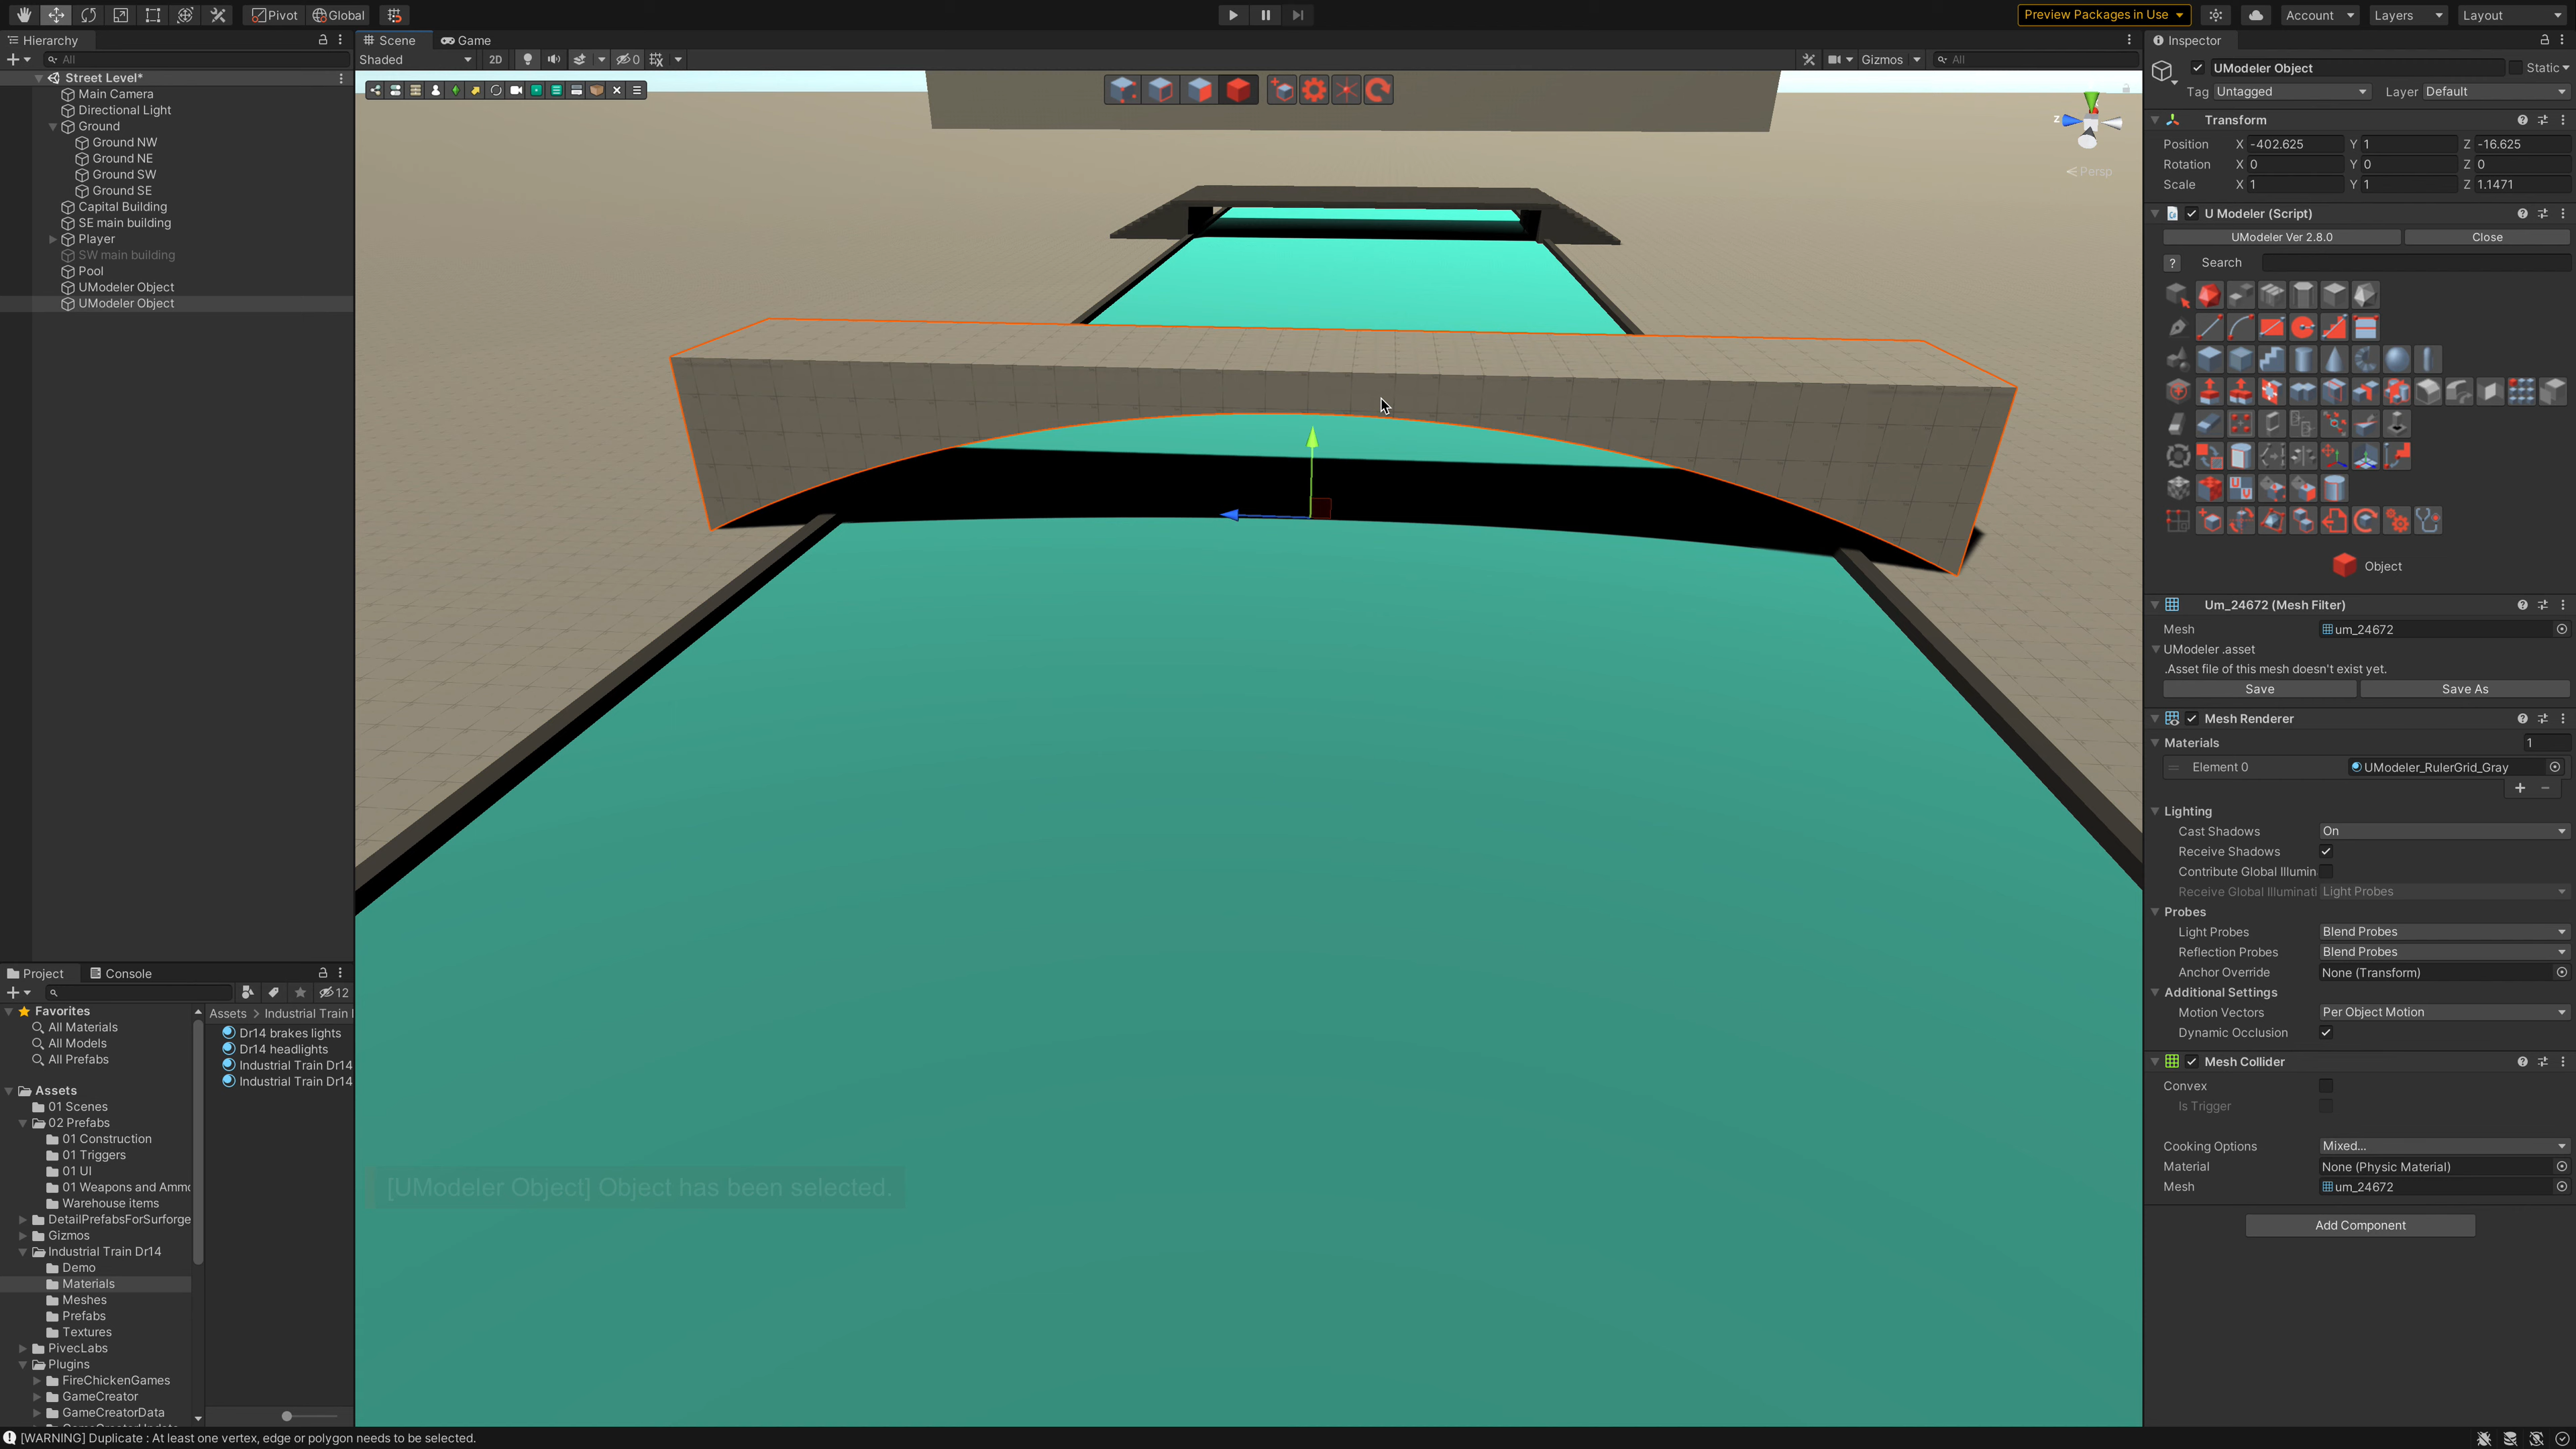 Pivot
Global
Preview Packages in Use
Account
Layers
Layout
Hierarchy
All
Street Level*
Main Camera
Directional Light
Ground
Ground NW
Ground NE
Ground SW
Ground SE
Capital Building
SE main building
Player
SW main building
Pool
UModeler Object
UModeler Object
Scene
Game
Shaded
2D
0
Gizmos
All
z
Persp
[UModeler Object] Object has been selected.
Project
Console
12
Favorites
All Materials
All Models
All Prefabs
Assets
01 Scenes
02 Prefabs
01 Construction
01 Triggers
01 UI
01 Weapons and Ammo
Warehouse items
DetailPrefabsForSurforge
Gizmos
Industrial Train Dr14
Demo
Materials
Meshes
Prefabs
Textures
PivecLabs
Plugins
FireChickenGames
GameCreator
GameCreatorData
Assets > Industrial Train
Dr14 brakes lights
Dr14 headlights
Industrial Train Dr14
Industrial Train Dr14
Inspector
UModeler Object
Static
Tag Untagged
Layer Default
Transform
Position X -402.625 Y 1 Z -16.625
Rotation X 0 Y 0 Z 0
Scale X 1 Y 1 Z 1.1471
U Modeler (Script)
UModeler Ver 2.8.0
Close
? Search
Object
Um_24672 (Mesh Filter)
Mesh um_24672
UModeler .asset
.Asset file of this mesh doesn't exist yet.
Save
Save As
Mesh Renderer
Materials 1
Element 0 UModeler_RulerGrid_Gray
Lighting
Cast Shadows On
Receive Shadows
Contribute Global Illumin
Receive Global Illuminati Light Probes
Probes
Light Probes Blend Probes
Reflection Probes Blend Probes
Anchor Override None (Transform)
Additional Settings
Motion Vectors Per Object Motion
Dynamic Occlusion
Mesh Collider
Convex
Is Trigger
Cooking Options Mixed...
Material None (Physic Material)
Mesh um_24672
Add Component
[WARNING] Duplicate : At least one vertex, edge or polygon needs to be selected.